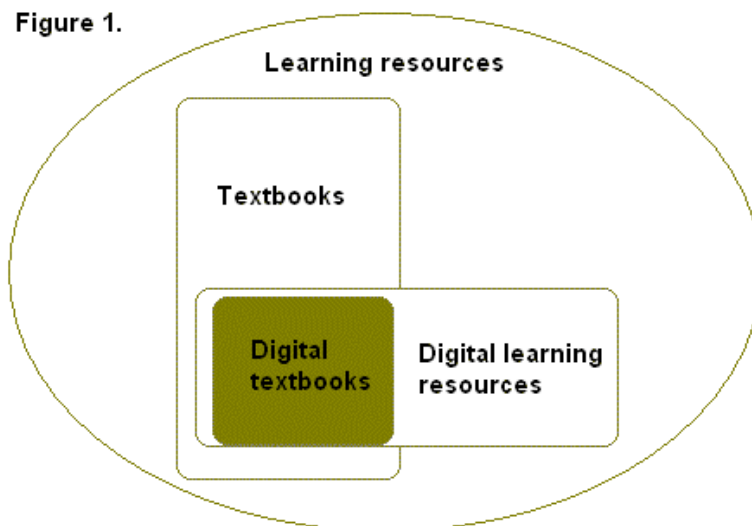 Figure 1.
Learning resources
Textbooks
Digital
textbooks
Digital learning
resources